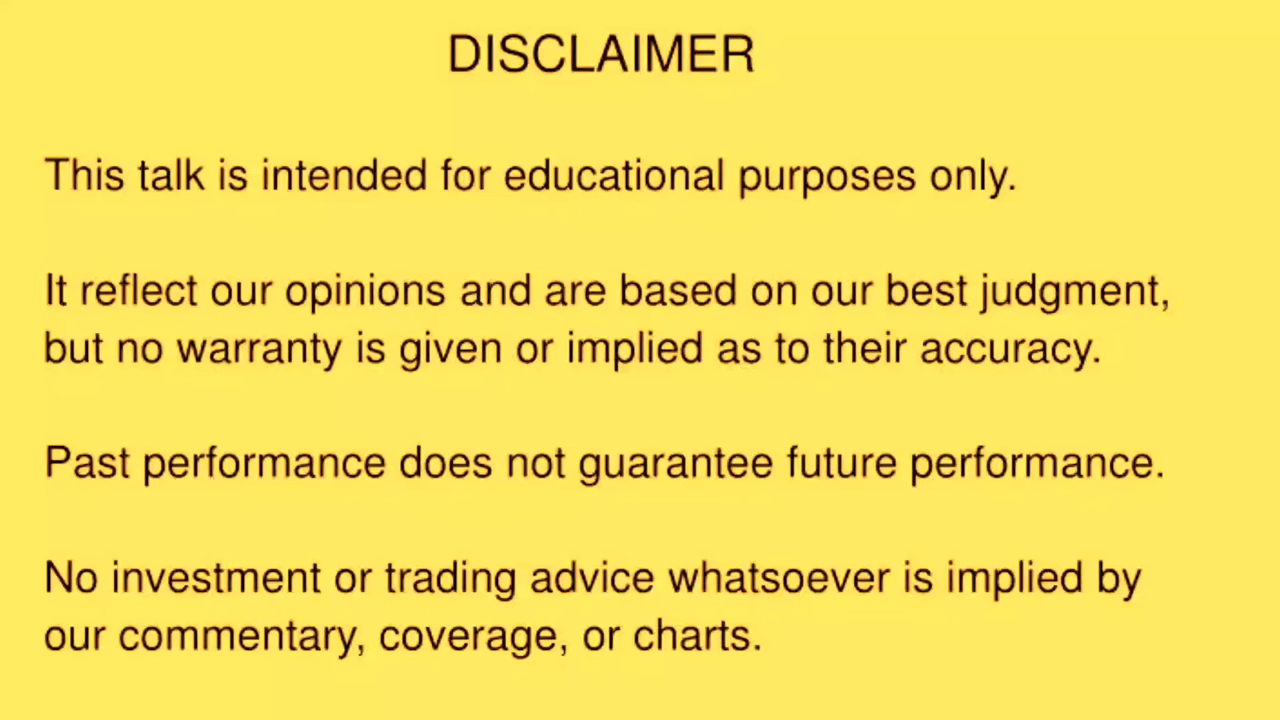 DISCLAIMER
This talk is intended for educational purposes only.
It reflect our opinions and are based on our best judgment,
but no warranty is given or implied as to their accuracy.
Past performance does not guarantee future performance.
No investment or trading advice whatsoever is implied by
our commentary, coverage, or charts.